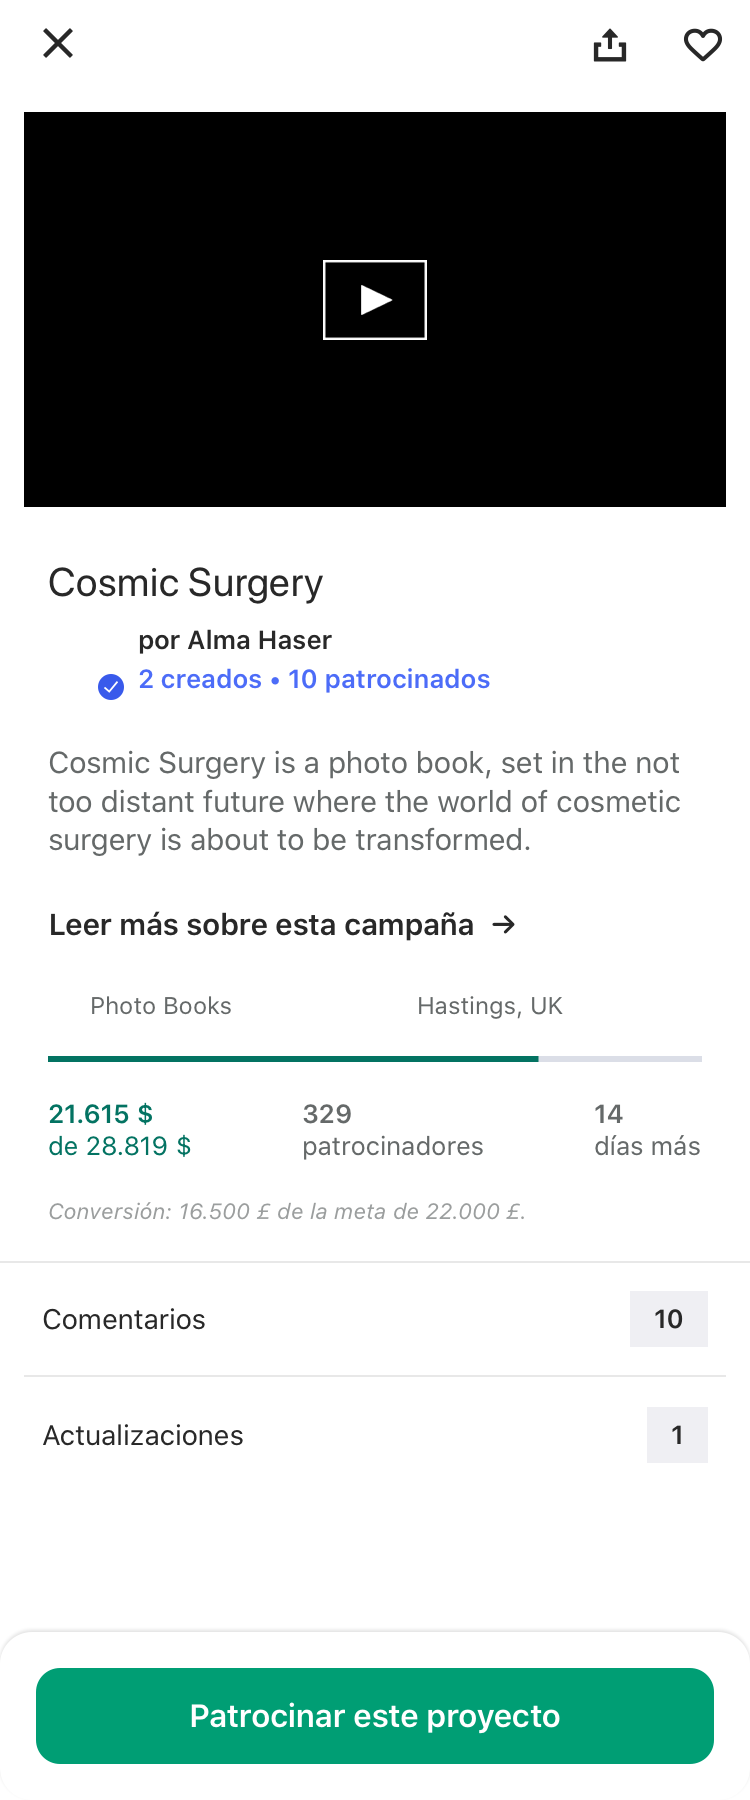 Cosmic Surgery
por Alma Haser
2 creados • 10 patrocinados
Cosmic Surgery is a photo book, set in the not
too distant future where the world of cosmetic
surgery is about to be transformed.
Leer más sobre esta campaña →
Photo Books
Hastings, UK
21.615 $
de 28.819 $
329
patrocinadores
14
días más
Conversión: 16.500 £ de la meta de 22.000 £.
Comentarios
10
Actualizaciones
1
Patrocinar este proyecto